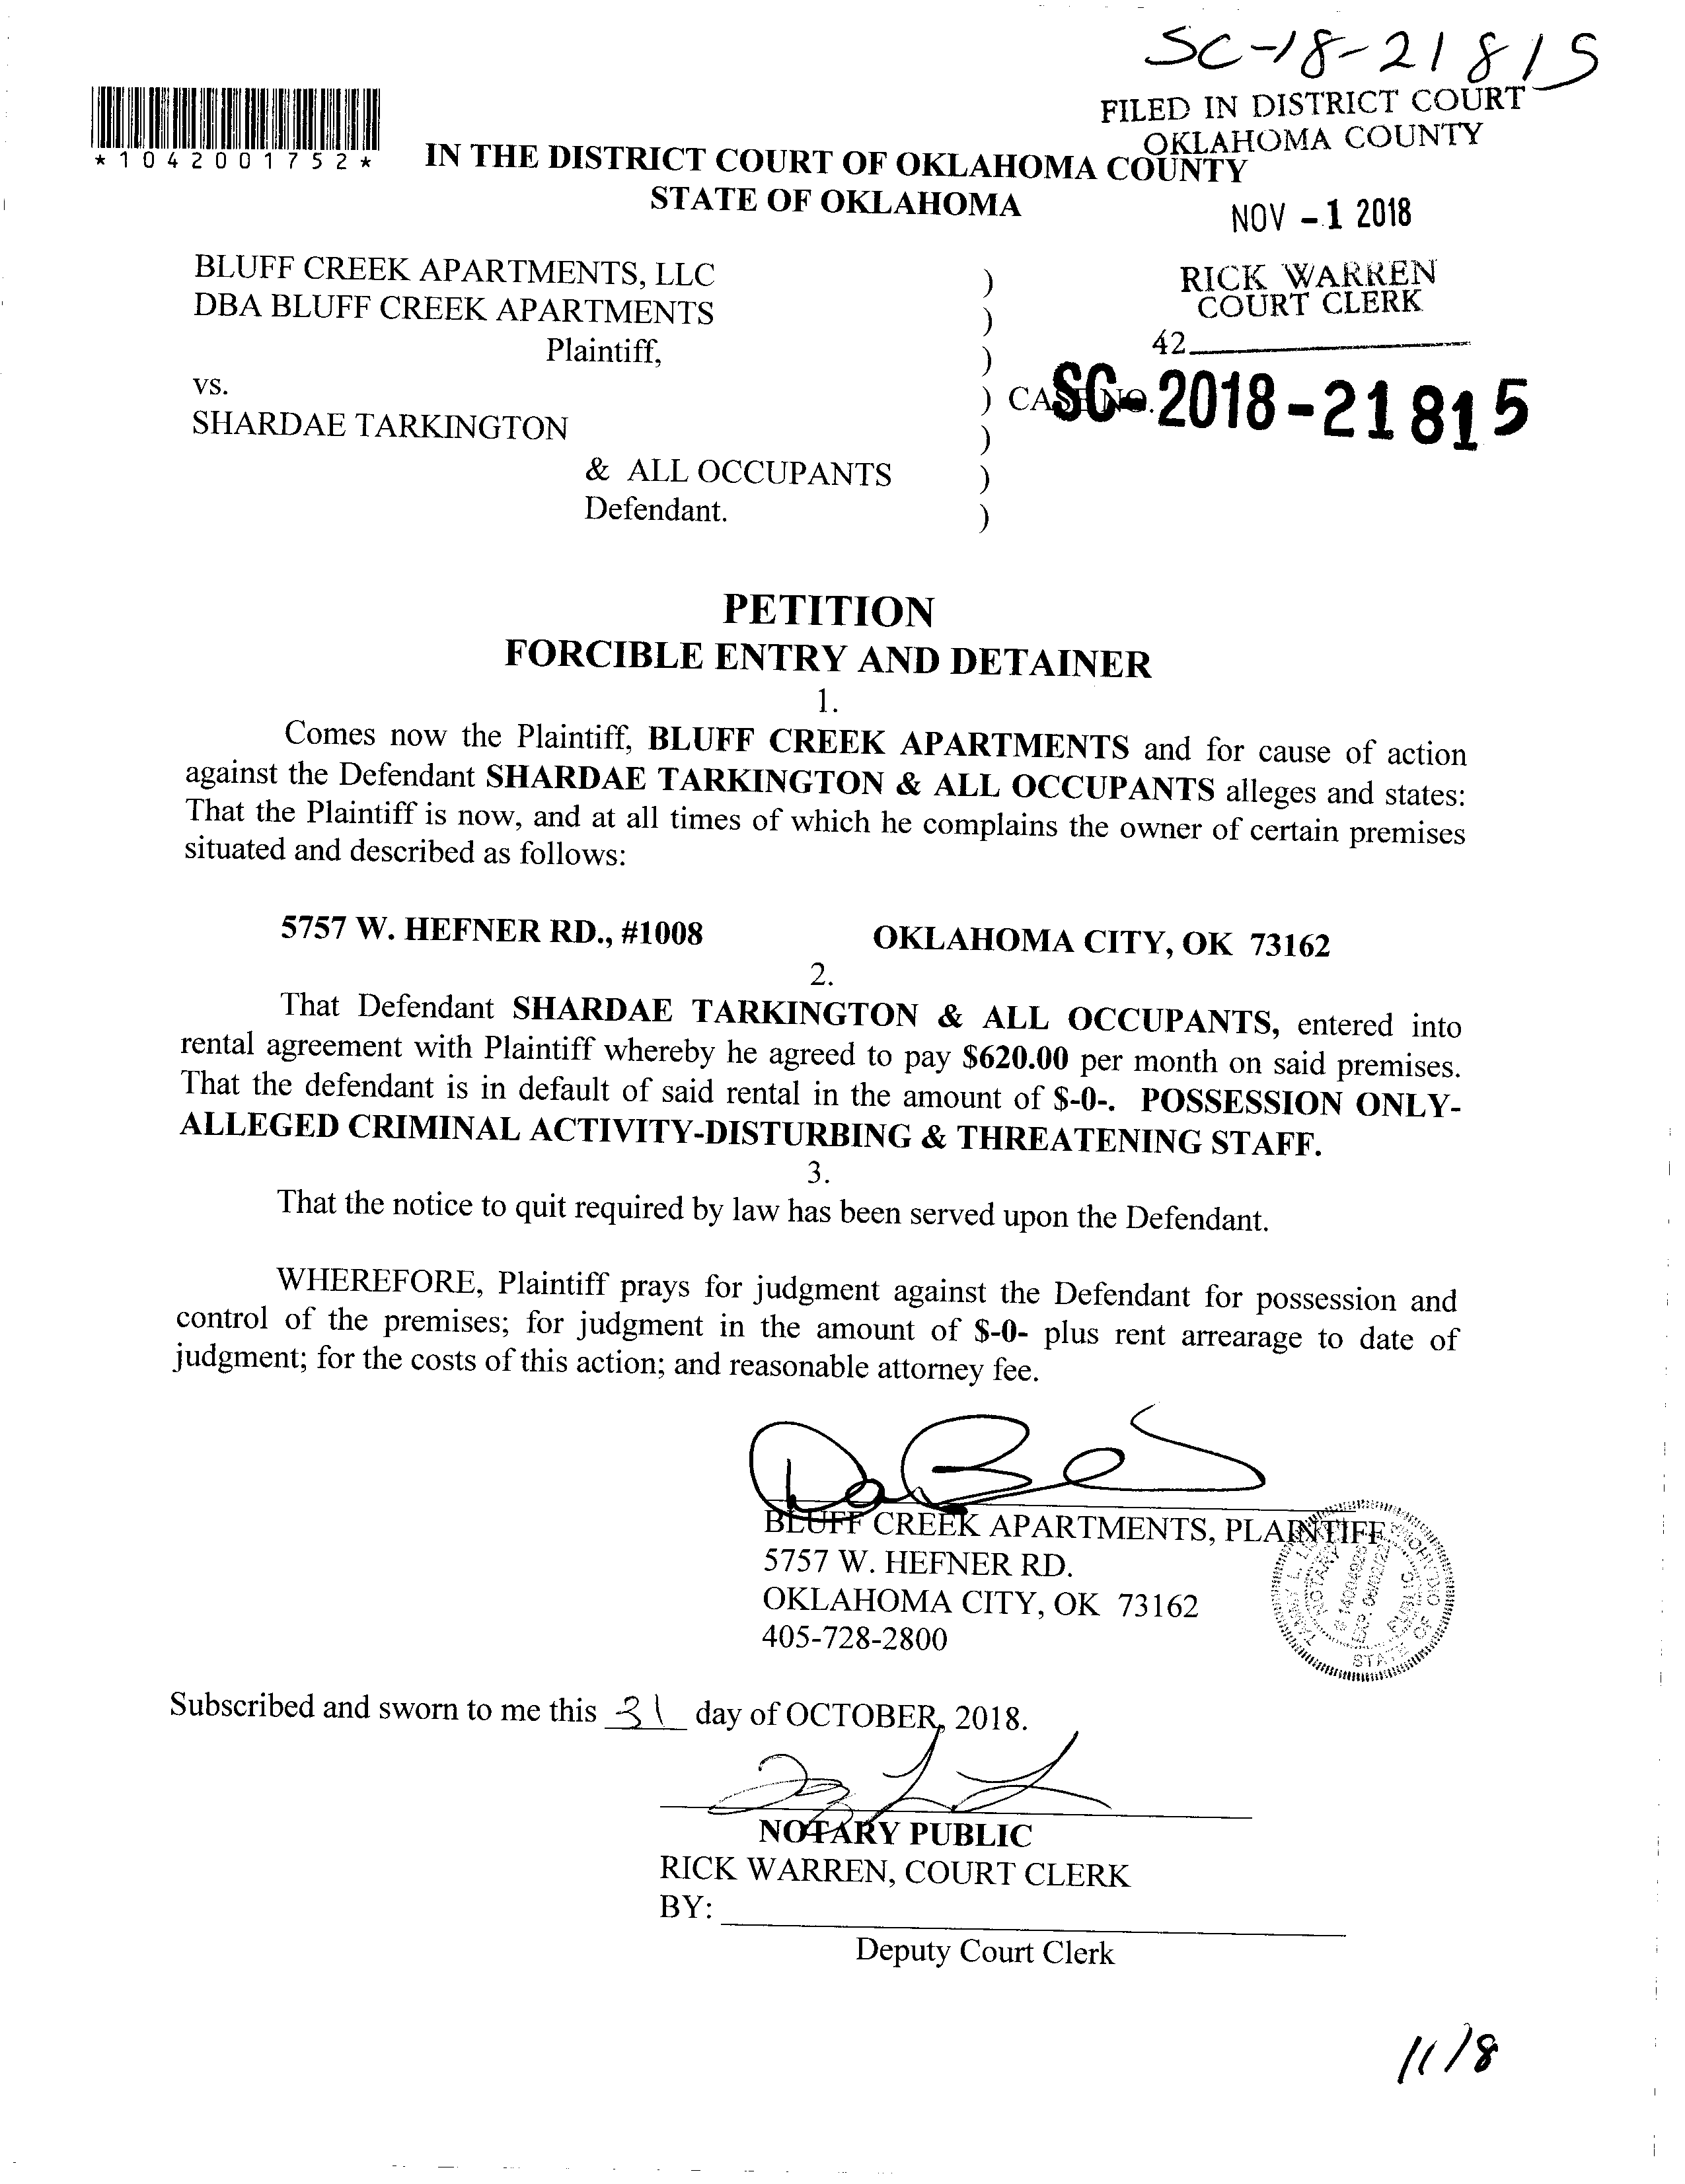 SC-18-21815
FILED IN DISTRICT COURT
OKLAHOMA COUNTY
*1042001752*
IN THE DISTRICT COURT OF OKLAHOMA COUNTY
STATE OF OKLAHOMA
NOV -1 2018
RICK WARREN
COURT CLERK
42
BLUFF CREEK APARTMENTS, LLC )
DBA BLUFF CREEK APARTMENTS )
Plaintiff, )
vs. ) CASE NO. SC-2018-21815
SHARDAE TARKINGTON )
& ALL OCCUPANTS )
Defendant. )
PETITION
FORCIBLE ENTRY AND DETAINER
1.
Comes now the Plaintiff, BLUFF CREEK APARTMENTS and for cause of action
against the Defendant SHARDAE TARKINGTON & ALL OCCUPANTS alleges and states:
That the Plaintiff is now, and at all times of which he complains the owner of certain premises
situated and described as follows:
5757 W. HEFNER RD., #1008 OKLAHOMA CITY, OK 73162
2.
That Defendant SHARDAE TARKINGTON & ALL OCCUPANTS, entered into
rental agreement with Plaintiff whereby he agreed to pay $620.00 per month on said premises.
That the defendant is in default of said rental in the amount of $-0-. POSSESSION ONLY-
ALLEGED CRIMINAL ACTIVITY-DISTURBING & THREATENING STAFF.
3.
That the notice to quit required by law has been served upon the Defendant.
WHEREFORE, Plaintiff prays for judgment against the Defendant for possession and
control of the premises; for judgment in the amount of $-0- plus rent arrearage to date of
judgment; for the costs of this action; and reasonable attorney fee.
BLUFF CREEK APARTMENTS, PLAINTIFF
5757 W. HEFNER RD.
OKLAHOMA CITY, OK 73162
405-728-2800
NOTARY
PUBLIC
STATE OF OKLAHOMA
Subscribed and sworn to me this 31 day of OCTOBER, 2018.
NOTARY PUBLIC
RICK WARREN, COURT CLERK
BY:
Deputy Court Clerk
11/8